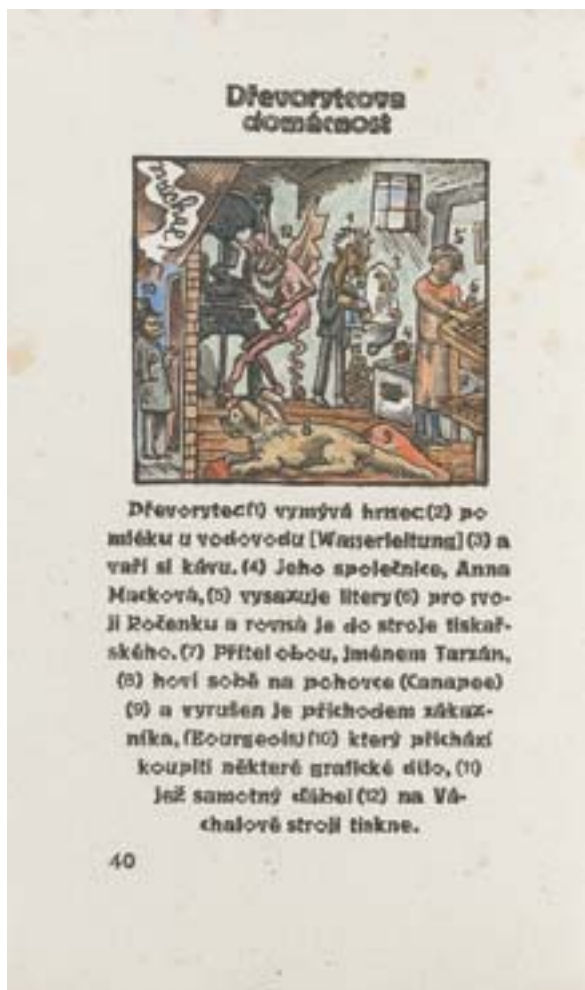 Dřevorytcova
domácnost
Dřevorytec(1) vymývá hrnec(2) po
mléku u vodovodu [Wasserleitung](3) a
vaří si kávu.(4) Jeho společnice, Anna
Macková,(5) vysazuje litery(6) pro svo-
ji Ročenku a rovná je do stroje tiskař-
ského.(7) Přítel obou, jménem Tarzán,
(8) hoví sobě na pohovce (Canapee)
(9) a vyrušen je příchodem zákaz-
níka, (Bourgeois)(10) který přichází
koupiti některé grafické dílo, (11)
jež samotný ďábel (12) na Vá-
chalově stroji tiskne.
40